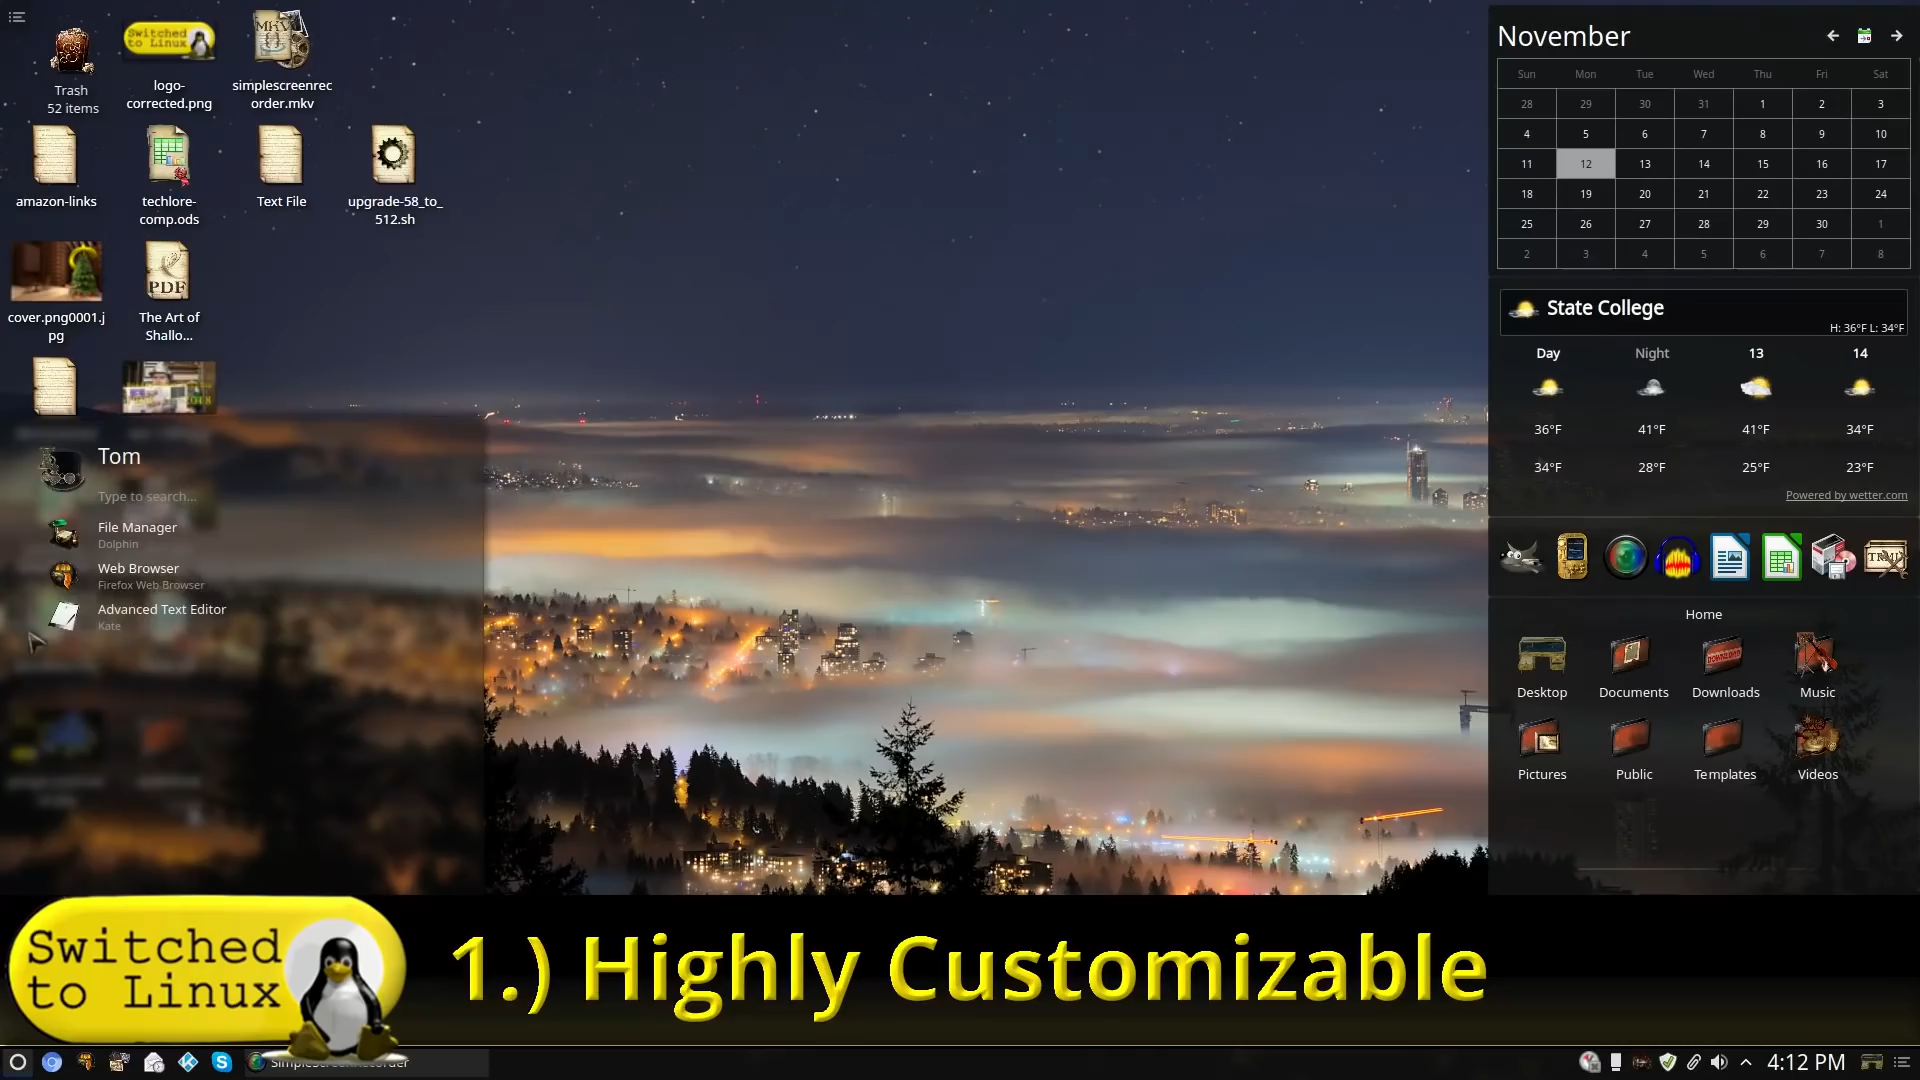 Trash
52 items
Switched
to Linux
logo-
corrected.png
MKV
simplescreenrec
order.mkv
amazon-links
techlore-
comp.ods
Text File
upgrade-58_to_
512.sh
cover.png0001.j
pg
PDF
The Art of
Shallo...
Tom
Type to search...
File Manager
Dolphin
Web Browser
Firefox Web Browser
Advanced Text Editor
Kate
November
Sun Mon Tue Wed Thu Fri Sat
28 29 30 31 1 2 3
4 5 6 7 8 9 10
11 12 13 14 15 16 17
18 19 20 21 22 23 24
25 26 27 28 29 30 1
2 3 4 5 6 7 8
State College
H: 36°F L: 34°F
Day Night 13 14
36°F 41°F 41°F 34°F
34°F 28°F 25°F 23°F
Powered by wetter.com
Home
Desktop Documents Downloads Music
Pictures Public Templates Videos
Switched
to Linux
1.) Highly Customizable
4:12 PM